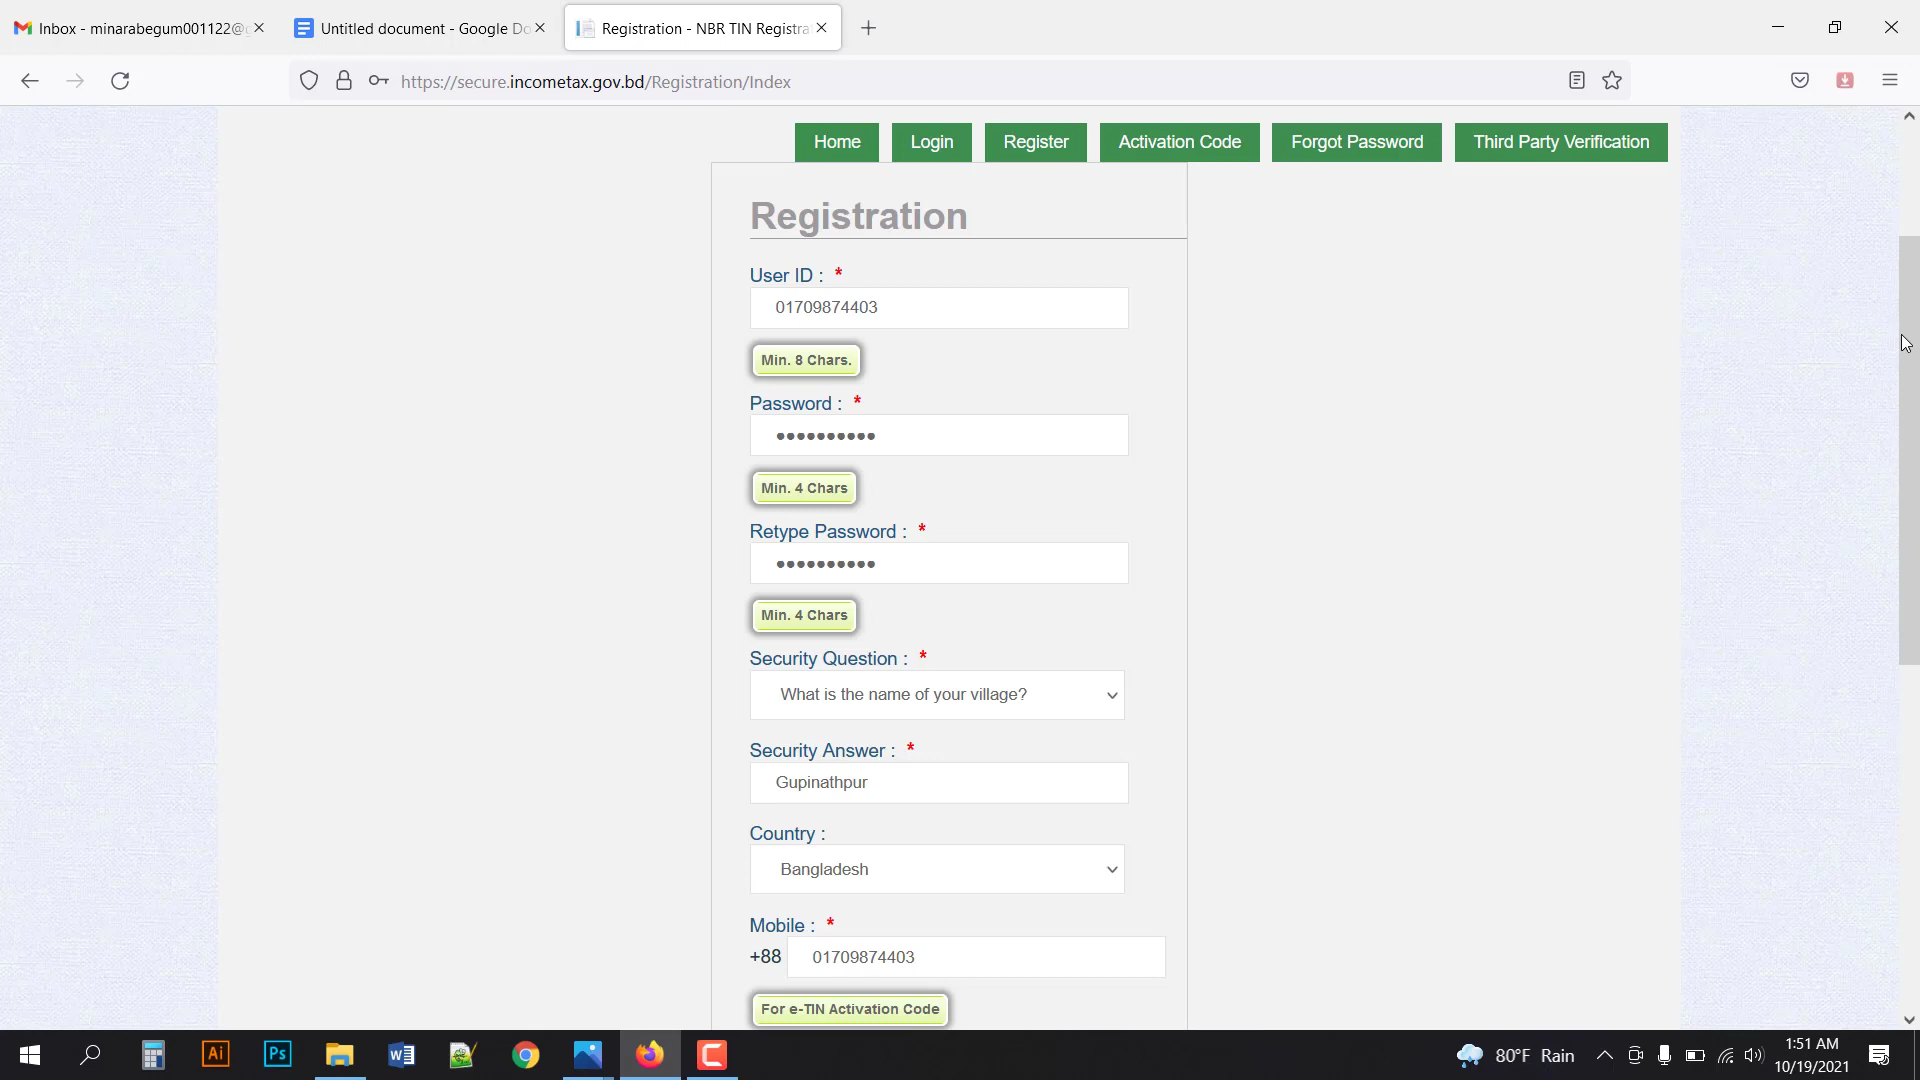 Inbox - minarabegum001122@
Untitled document - Google Do
Registration - NBR TIN Registra
https://secure.incometax.gov.bd/Registration/Index
Home Login Register Activation Code Forgot Password Third Party Verification
Registration
User ID : *
01709874403
Min. 8 Chars.
Password : *
••••••••••
Min. 4 Chars
Retype Password : *
••••••••••
Min. 4 Chars
Security Question : *
What is the name of your village?
Security Answer : *
Gupinathpur
Country :
Bangladesh
Mobile : *
+88 01709874403
For e-TIN Activation Code
Ai Ps
80°F Rain
1:51 AM
10/19/2021